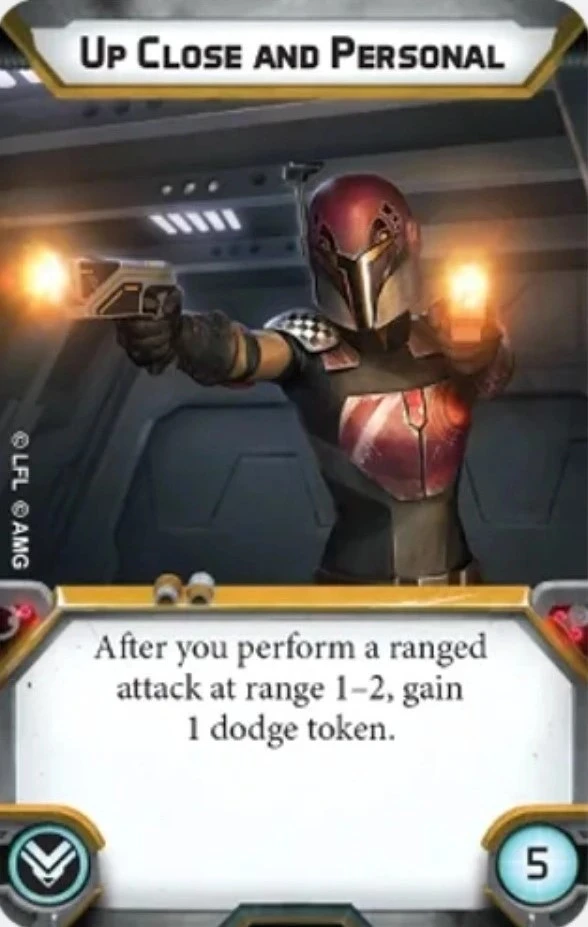 UP CLOSE AND PERSONAL
© LFL © AMG
After you perform a ranged
attack at range 1–2, gain
1 dodge token.
5